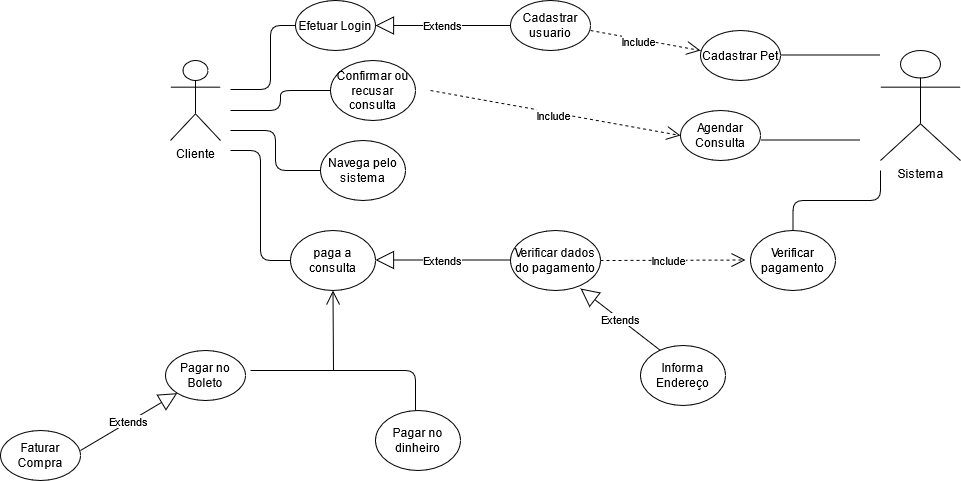 Efetuar Login
Extends
Cadastrar
usuario
Include
Cadastrar Pet
Confirmar ou
recusar
consulta
Include
Agendar
Consulta
Cliente
Navega pelo
sistema
Sistema
paga a
consulta
Extends
Verificar dados
do pagamento
Include
Verificar
pagamento
Extends
Informa
Endereço
Pagar no
Boleto
Extends
Faturar
Compra
Pagar no
dinheiro